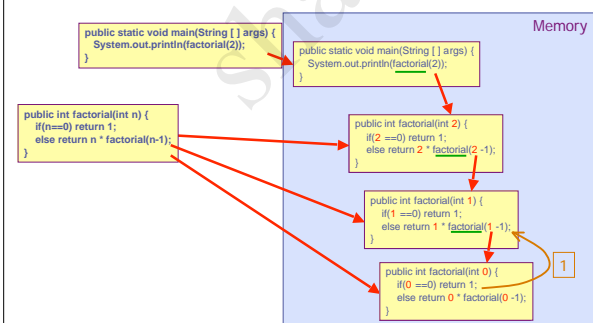 Memory
public static void main(String [ ] args) {
System.out.println(factorial(2));
}
public static void main(String [ ] args) {
System.out.println(factorial(2));
}
public int factorial(int n) {
if(n==0) return 1;
else return n * factorial(n-1);
}
public int factorial(int 2) {
if(2 ==0) return 1;
else return 2 * factorial(2 -1);
}
public int factorial(int 1) {
if(1 ==0) return 1;
else return 1 * factorial(1 -1);
}
public int factorial(int 0) {
if(0 ==0) return 1;
else return 0 * factorial(0 -1);
}
1